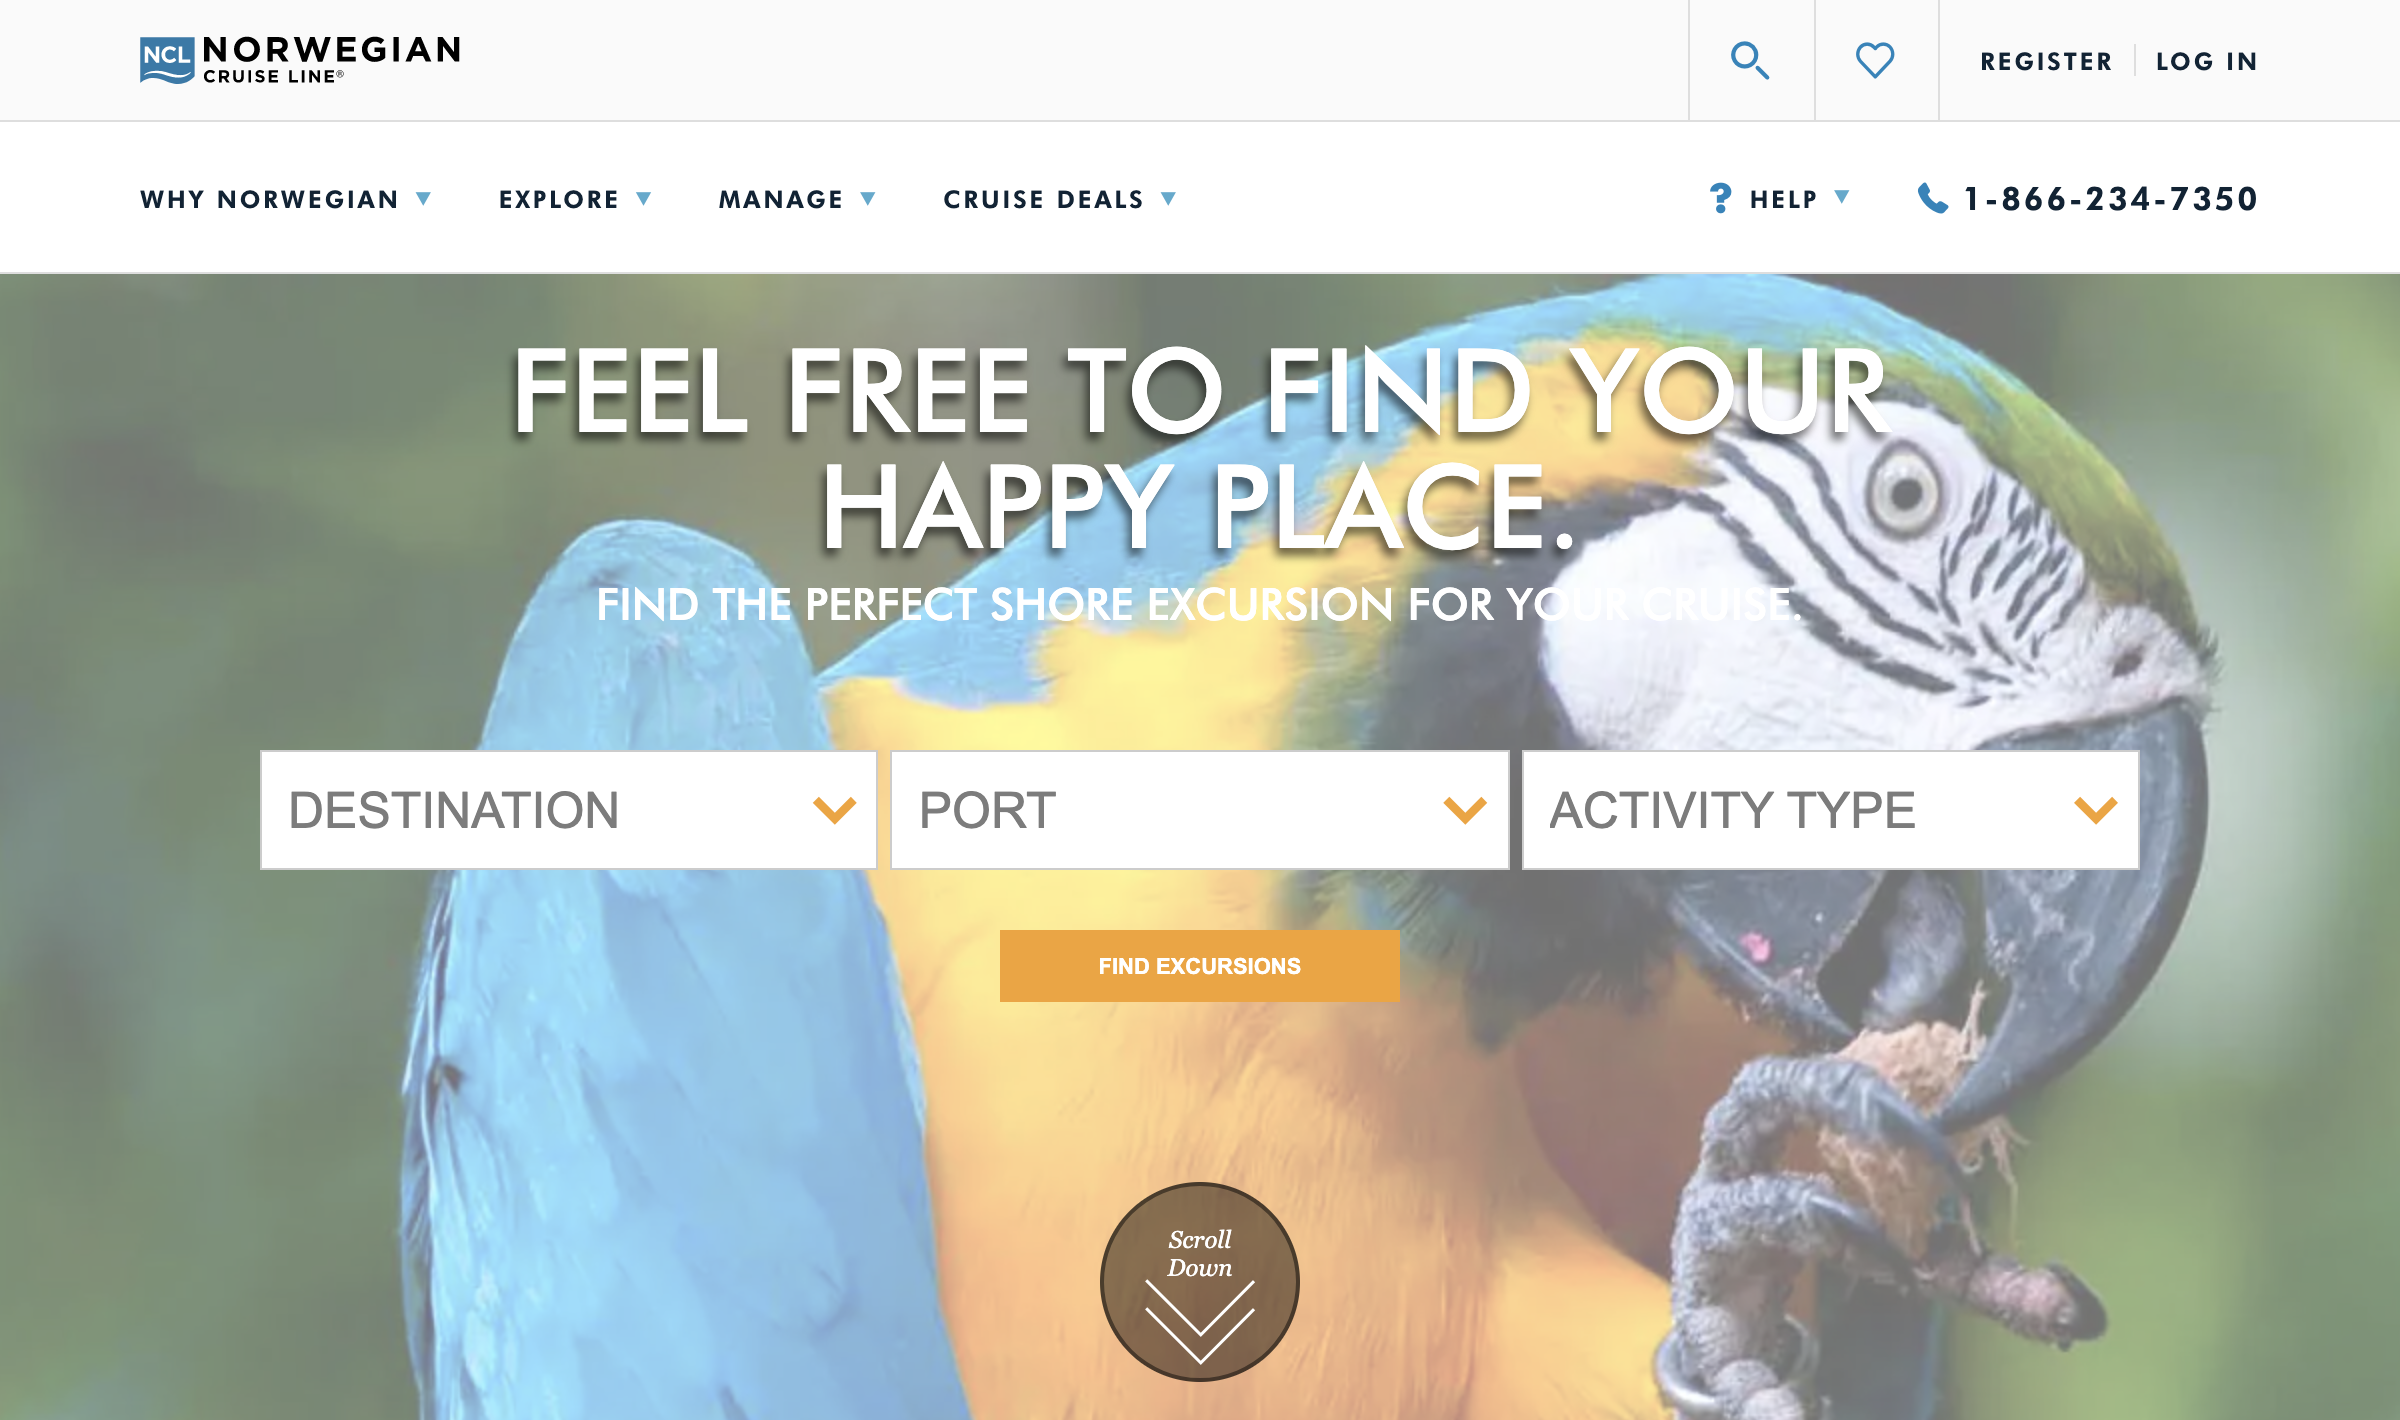 NCL NORWEGIAN
CRUISE LINE®
REGISTER
LOG IN
WHY NORWEGIAN
EXPLORE
MANAGE
CRUISE DEALS
? HELP
1-866-234-7350
FEEL FREE TO FIND YOUR
HAPPY PLACE.
FIND THE PERFECT SHORE EXCURSION FOR YOUR CRUISE.
DESTINATION
PORT
ACTIVITY TYPE
FIND EXCURSIONS
Scroll
Down